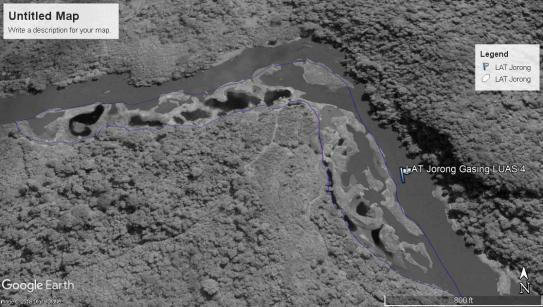 Untitled Map
Write a description for your map.
Legend
LAT Jorong
LAT Jorong
LAT Jorong Gasing LUAS 4
Google Earth
800 ft
N